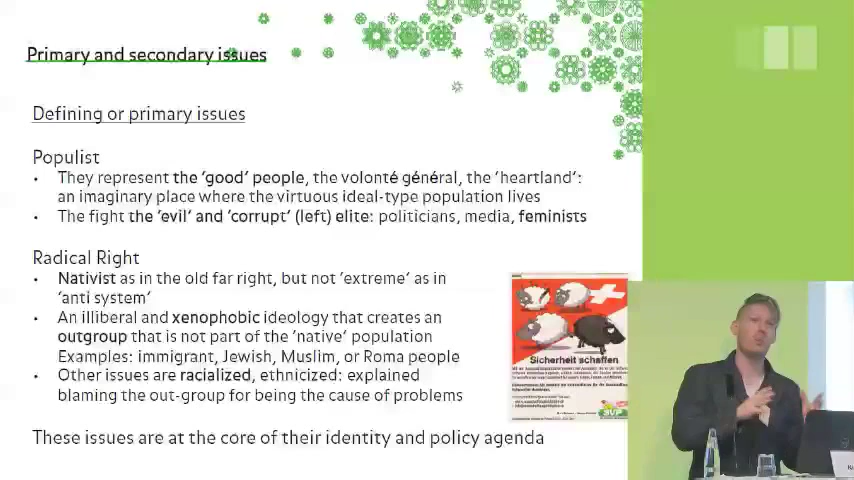 Primary and secondary issues
Defining or primary issues
Populist
• They represent the 'good' people, the volonté général, the 'heartland':
an imaginary place where the virtuous ideal-type population lives
• The fight the 'evil' and 'corrupt' (left) elite: politicians, media, feminists
Radical Right
• Nativist as in the old far right, but not 'extreme' as in
'anti system'
• An illiberal and xenophobic ideology that creates an
outgroup that is not part of the 'native' population
Examples: immigrant, Jewish, Muslim, or Roma people
• Other issues are racialized, ethnicized: explained
blaming the out-group for being the cause of problems
These issues are at the core of their identity and policy agenda
Sicherheit schaffen
SVP